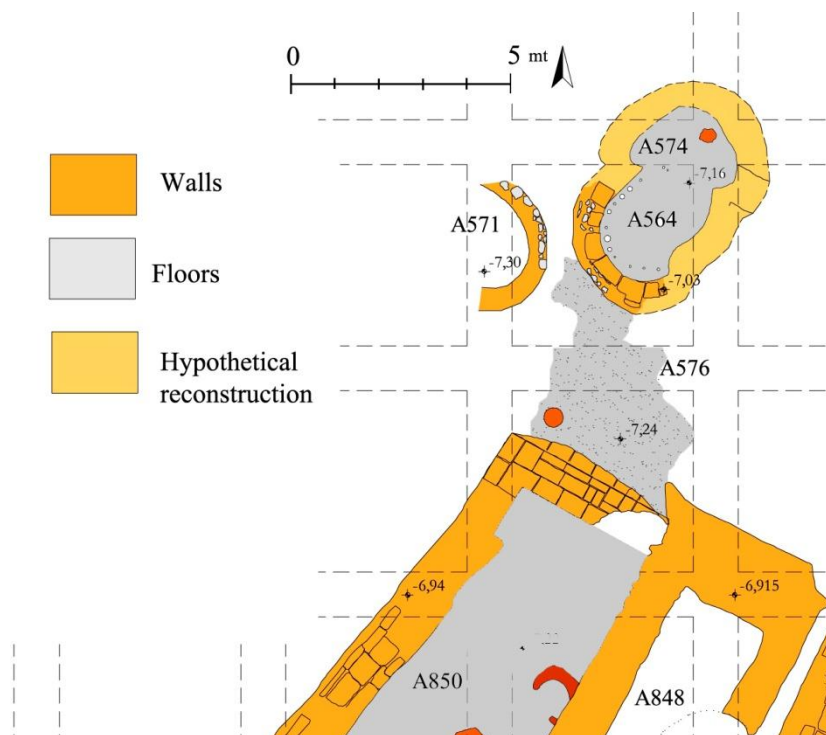 0
5 mt
Walls
Floors
Hypothetical
reconstruction
A574
-7,16
A564
A571
-7,30
-7,03
A576
-7,24
-6,94
-6,915
A850
A848